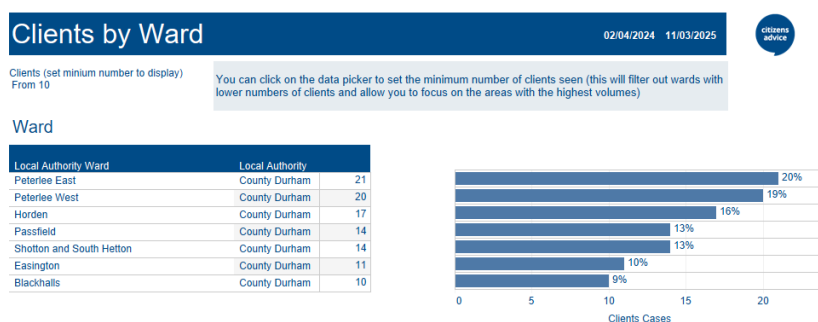 Clients by Ward
02/04/2024 11/03/2025
citizens
advice
Clients (set minium number to display)
From 10
You can click on the data picker to set the minimum number of clients seen (this will filter out wards with
lower numbers of clients and allow you to focus on the areas with the highest volumes)
Ward
Local Authority Ward Local Authority
Peterlee East County Durham 21 20%
Peterlee West County Durham 20 19%
Horden County Durham 17 16%
Passfield County Durham 14 13%
Shotton and South Hetton County Durham 14 13%
Easington County Durham 11 10%
Blackhalls County Durham 10 9%
0 5 10 15 20
Clients Cases